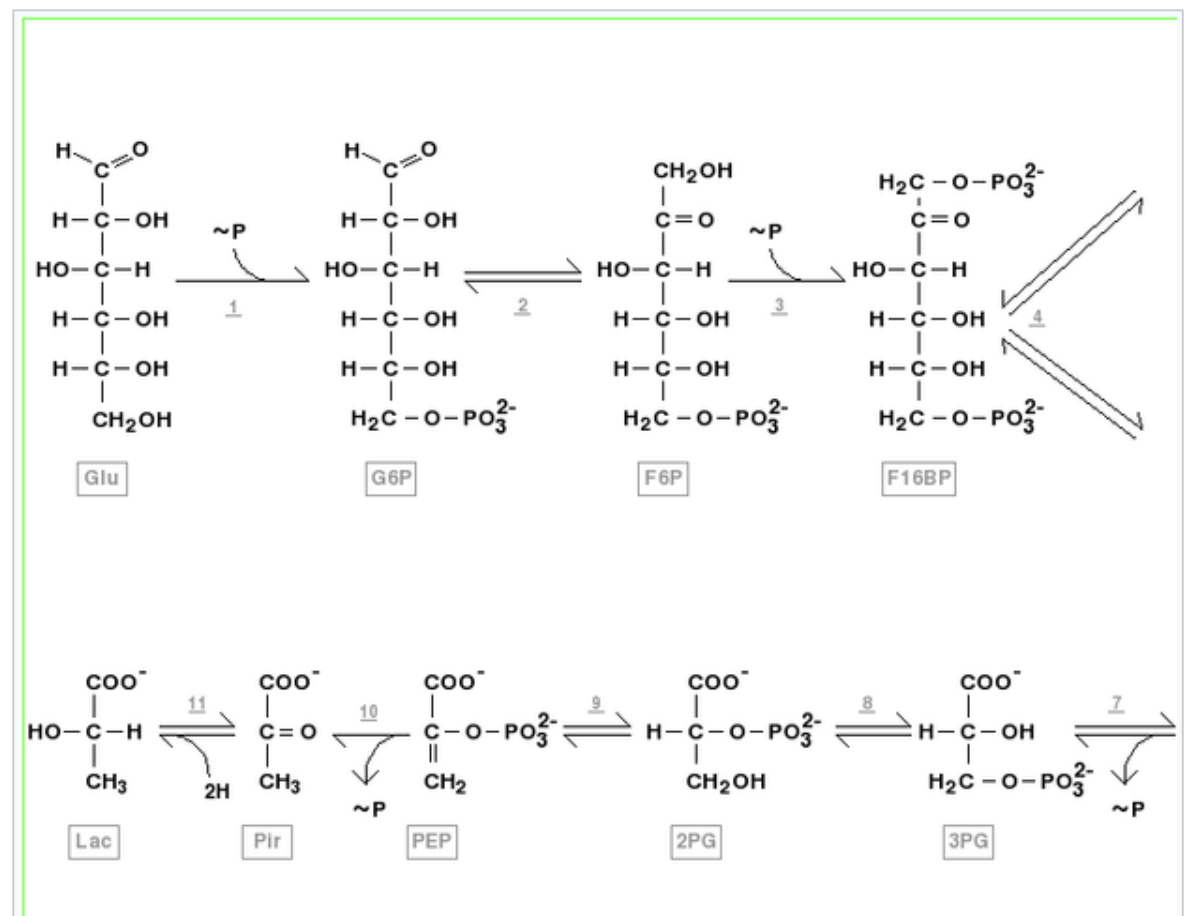 H O
H-C-OH
HO-C-H
H-C-OH
H-C-OH
CH2OH
Glu
~P
1
H O
H-C-OH
HO-C-H
H-C-OH
H-C-OH
H2C-O-PO3 2-
G6P
2
CH2OH
C=O
HO-C-H
H-C-OH
H-C-OH
H2C-O-PO3 2-
F6P
~P
3
H2C-O-PO3 2-
C=O
HO-C-H
H-C-OH
H-C-OH
H2C-O-PO3 2-
F16BP
4
COO-
HO-C-H
CH3
Lac
11
2H
COO-
C=O
CH3
Pir
10
~P
COO-
C-O-PO3 2-
CH2
PEP
9
COO-
H-C-O-PO3 2-
CH2OH
2PG
8
COO-
H-C-OH
H2C-O-PO3 2-
3PG
7
~P